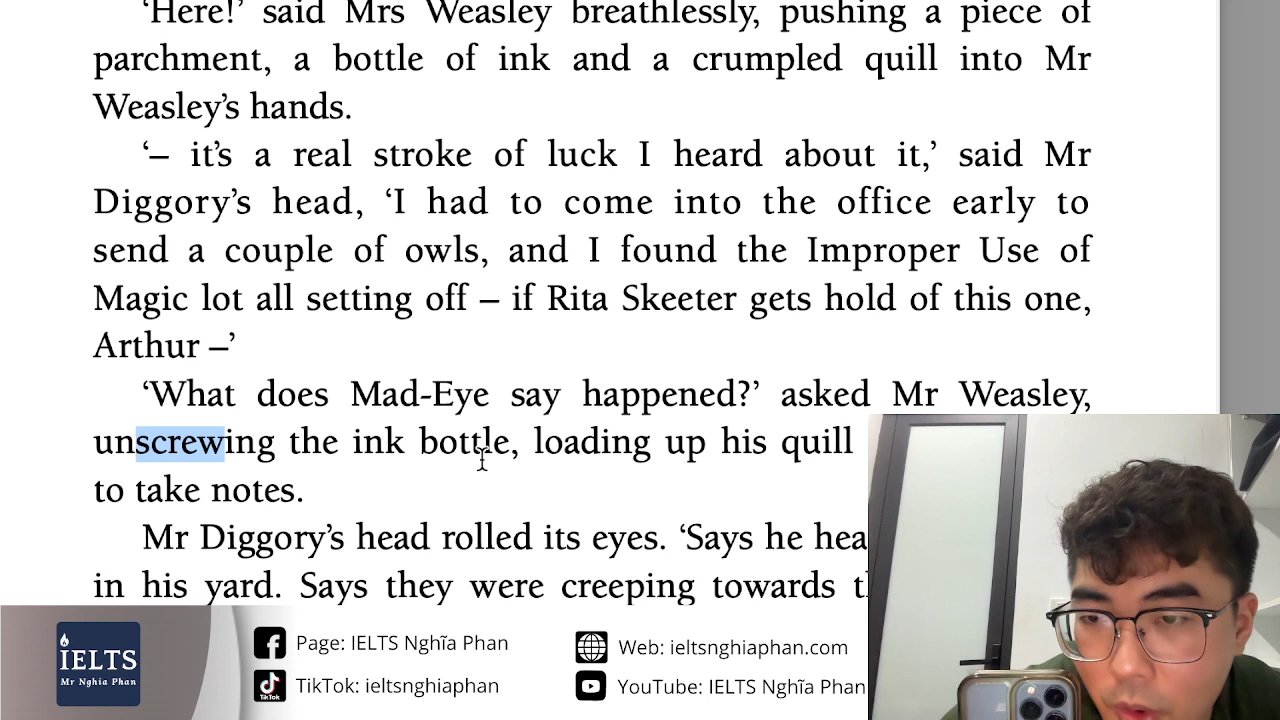 ‘Here!’ said Mrs Weasley breathlessly, pushing a piece of
parchment, a bottle of ink and a crumpled quill into Mr
Weasley’s hands.
‘– it’s a real stroke of luck I heard about it,’ said Mr
Diggory’s head, ‘I had to come into the office early to
send a couple of owls, and I found the Improper Use of
Magic lot all setting off – if Rita Skeeter gets hold of this one,
Arthur –’
‘What does Mad-Eye say happened?’ asked Mr Weasley,
unscrewing the ink bottle, loading up his quill
to take notes.
Mr Diggory’s head rolled its eyes. ‘Says he hea
in his yard. Says they were creeping towards
IELTS
Mr Nghia Phan
Page: IELTS Nghĩa Phan
TikTok
TikTok: ieltsnghiaphan
Web: ieltsnghiaphan.com
YouTube: IELTS Nghĩa Phan